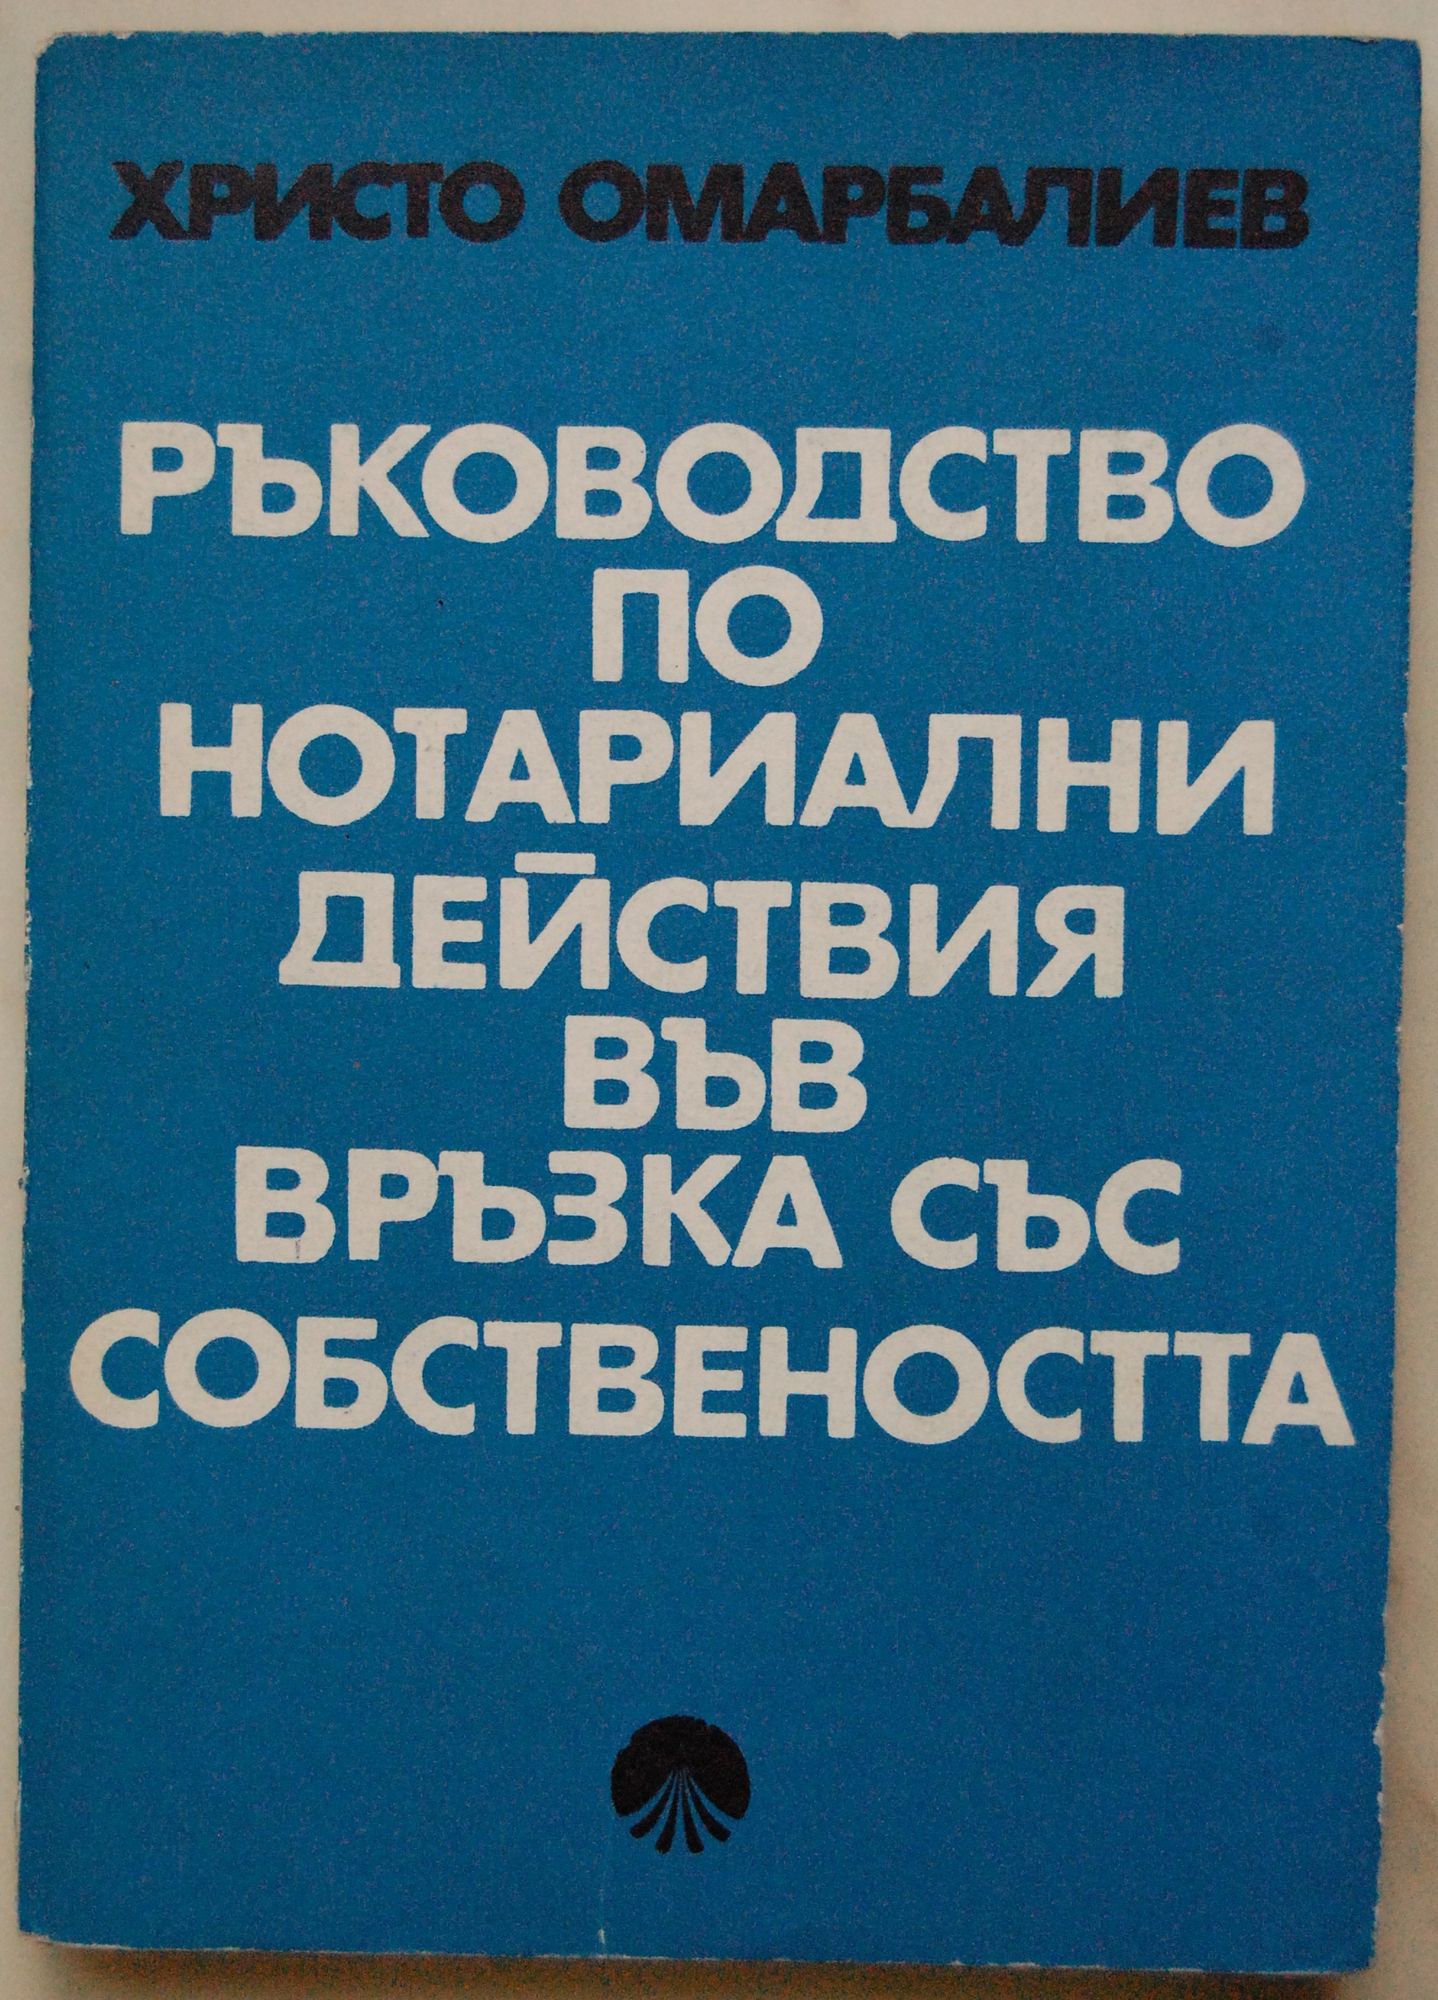 ХРИСТО ОМАРБАЛИЕВ
РЪКОВОДСТВО
ПО
НОТАРИАЛНИ
ДЕЙСТВИЯ
ВЪВ
ВРЪЗКА СЪС
СОБСТВЕНОСТТА